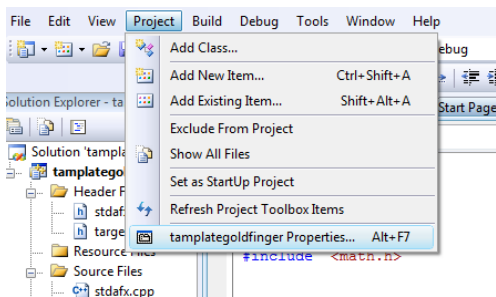 File Edit View Project Build Debug Tools Window Help
Add Class...
ebug
Add New Item... Ctrl+Shift+A
Solution Explorer - ta
Add Existing Item... Shift+Alt+A
Start Page
Exclude From Project
Solution 'templa
Show All Files
tamplatego
Set as StartUp Project
Header F
stdaf
Refresh Project Toolbox Items
targe
tamplategoldfinger Properties... Alt+F7
Resource Files
#include <math.h>
Source Files
stdafx.cpp